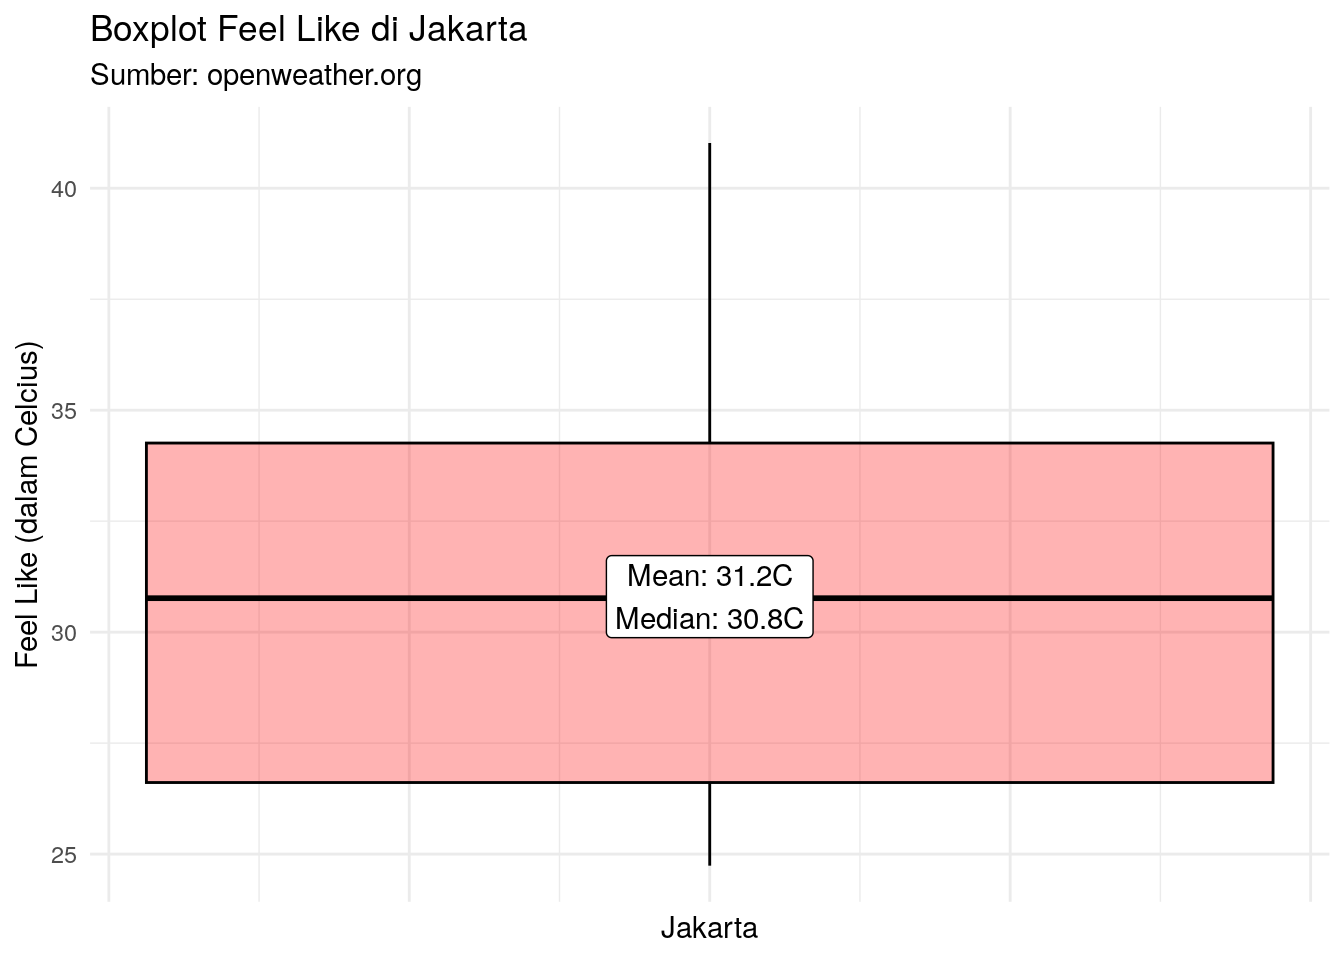 Boxplot Feel Like di Jakarta
Sumber: openweather.org
Feel Like (dalam Celcius)
40
35
30
25
Mean: 31.2C
Median: 30.8C
Jakarta